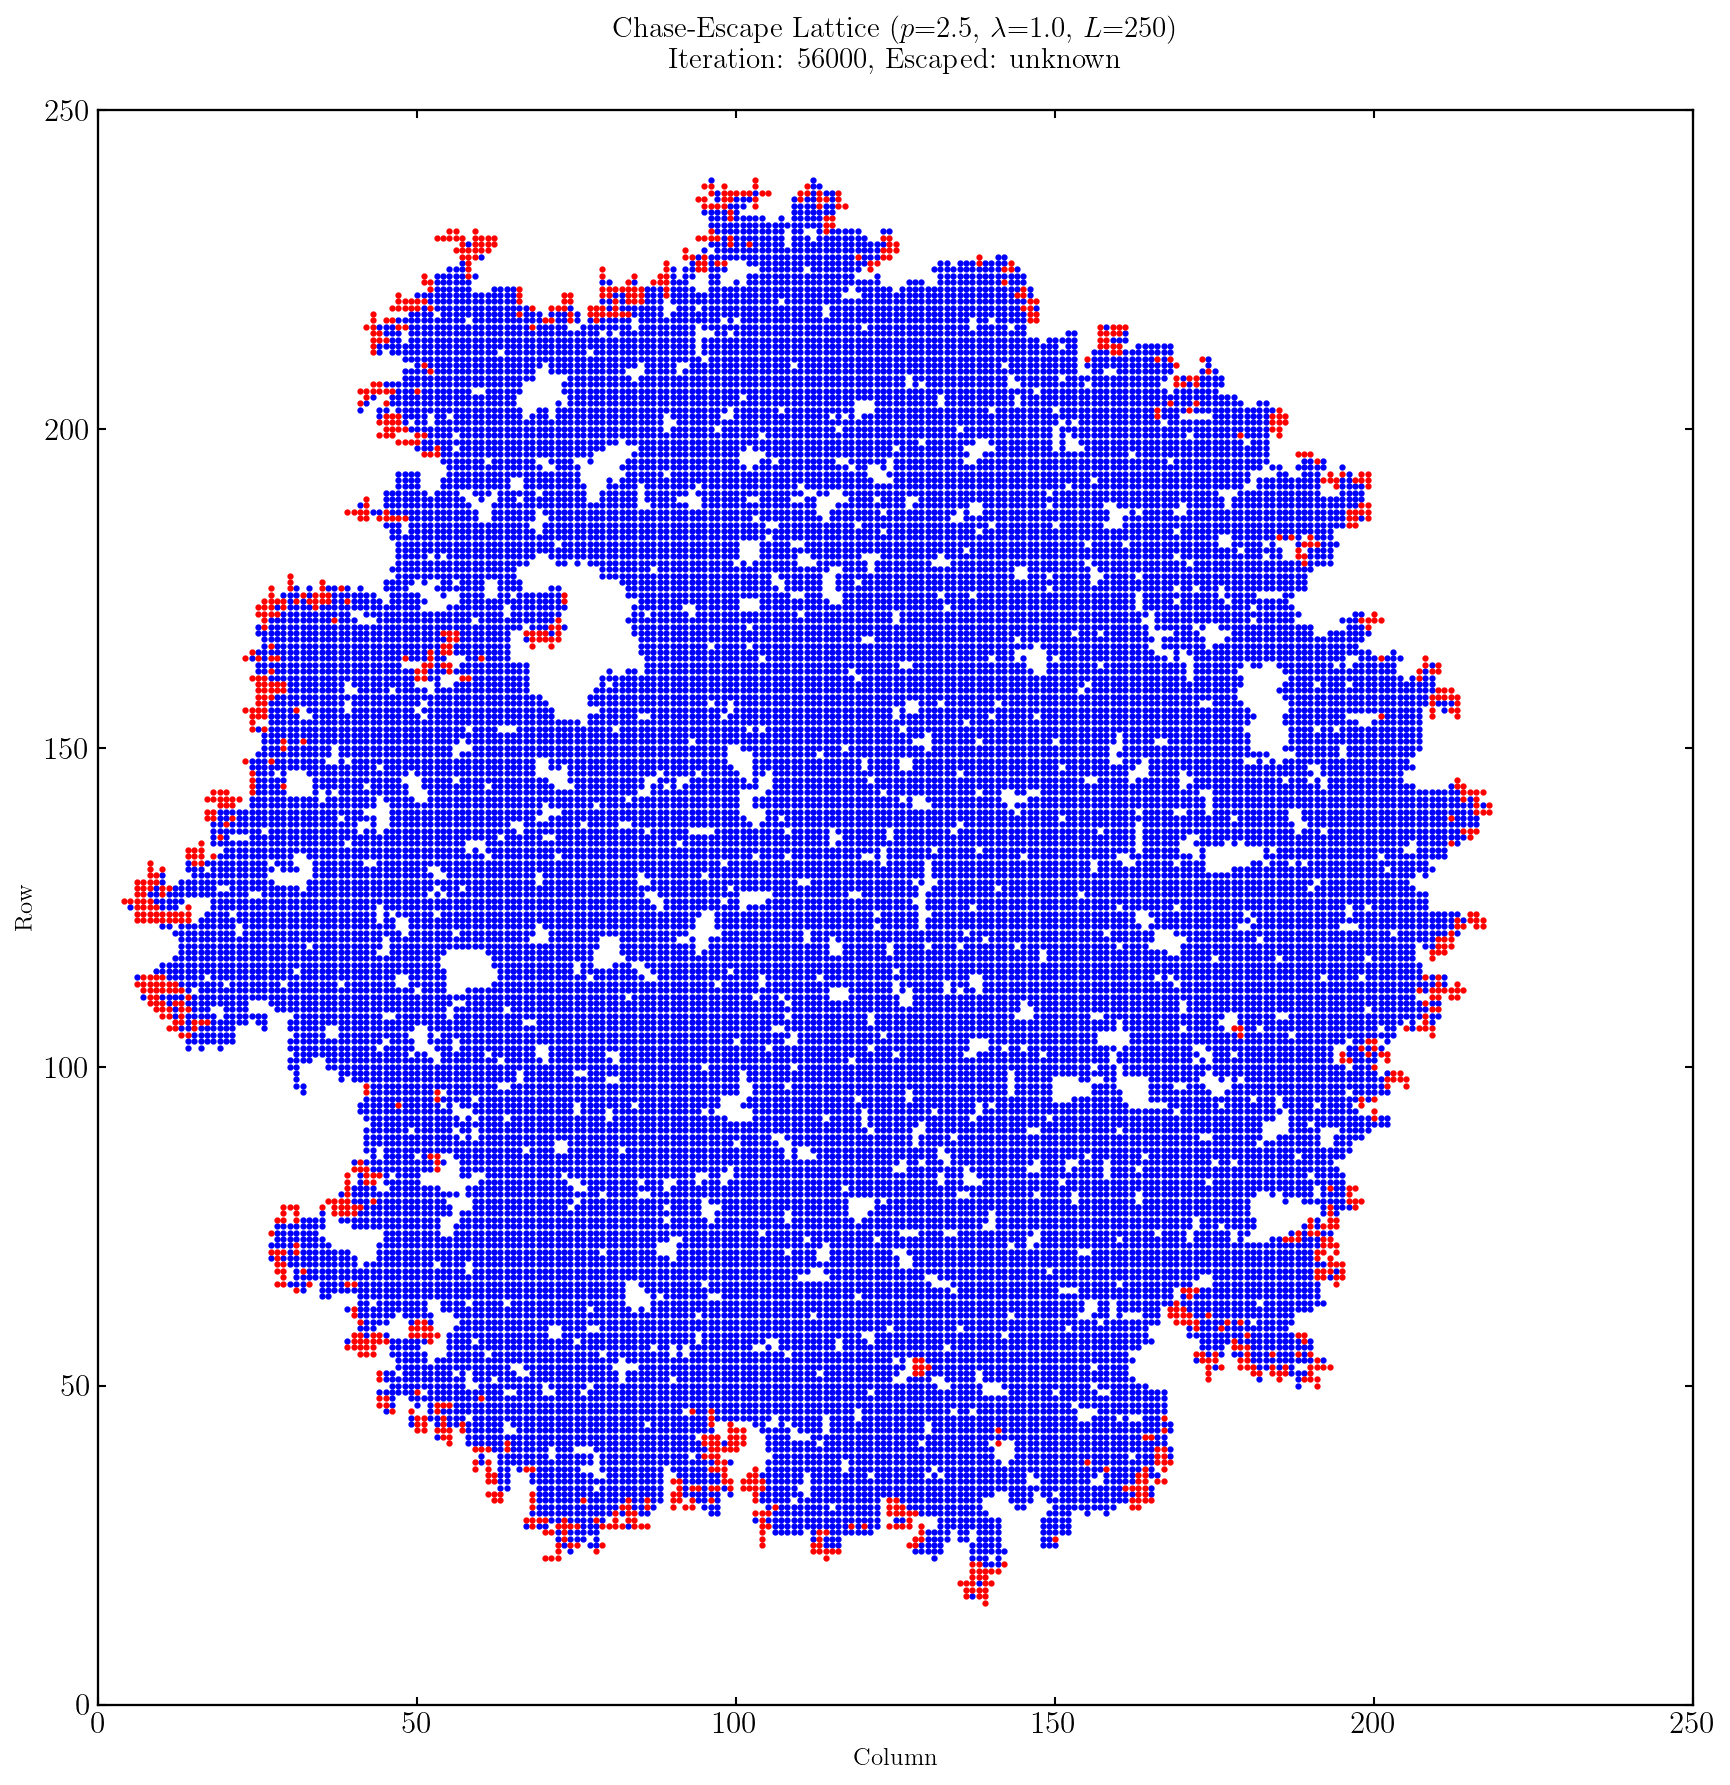 Chase-Escape Lattice (p=2.5, λ=1.0, L=250)
Iteration: 56000, Escaped: unknown
250
200
150
100
50
0
Row
0 50 100 150 200 250
Column